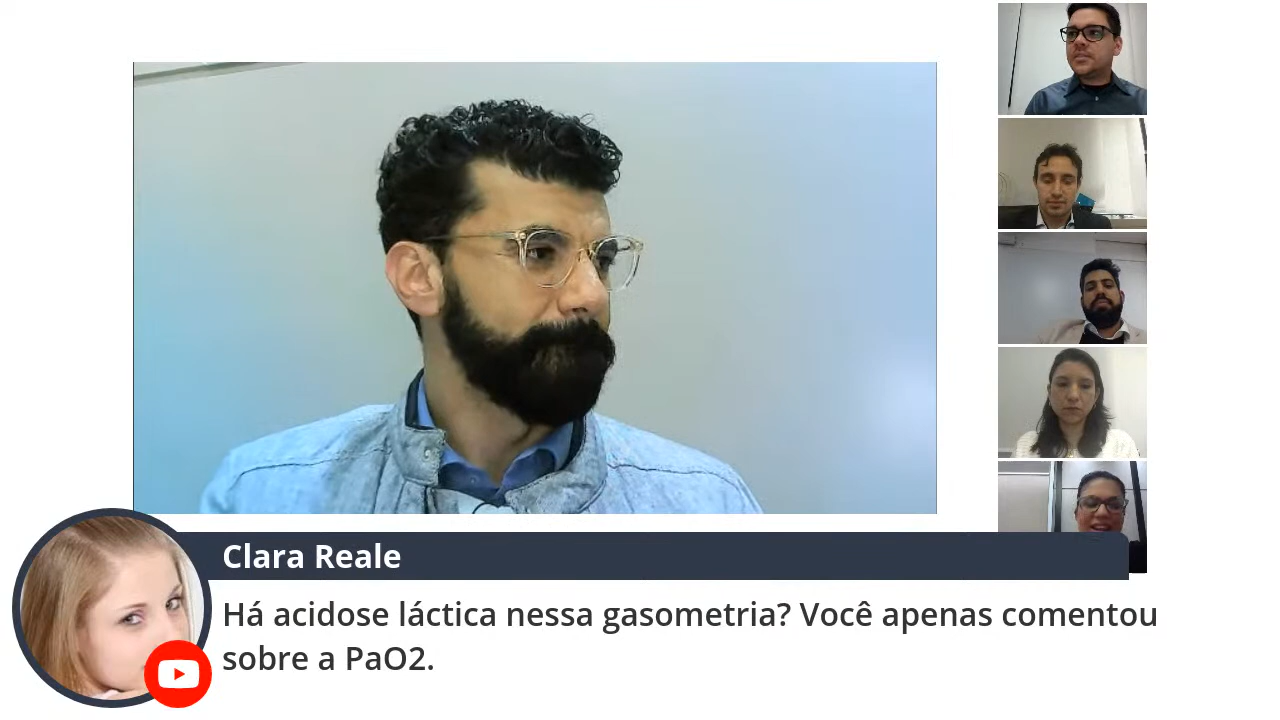 Clara Reale
Há acidose láctica nessa gasometria? Você apenas comentou
sobre a PaO2.